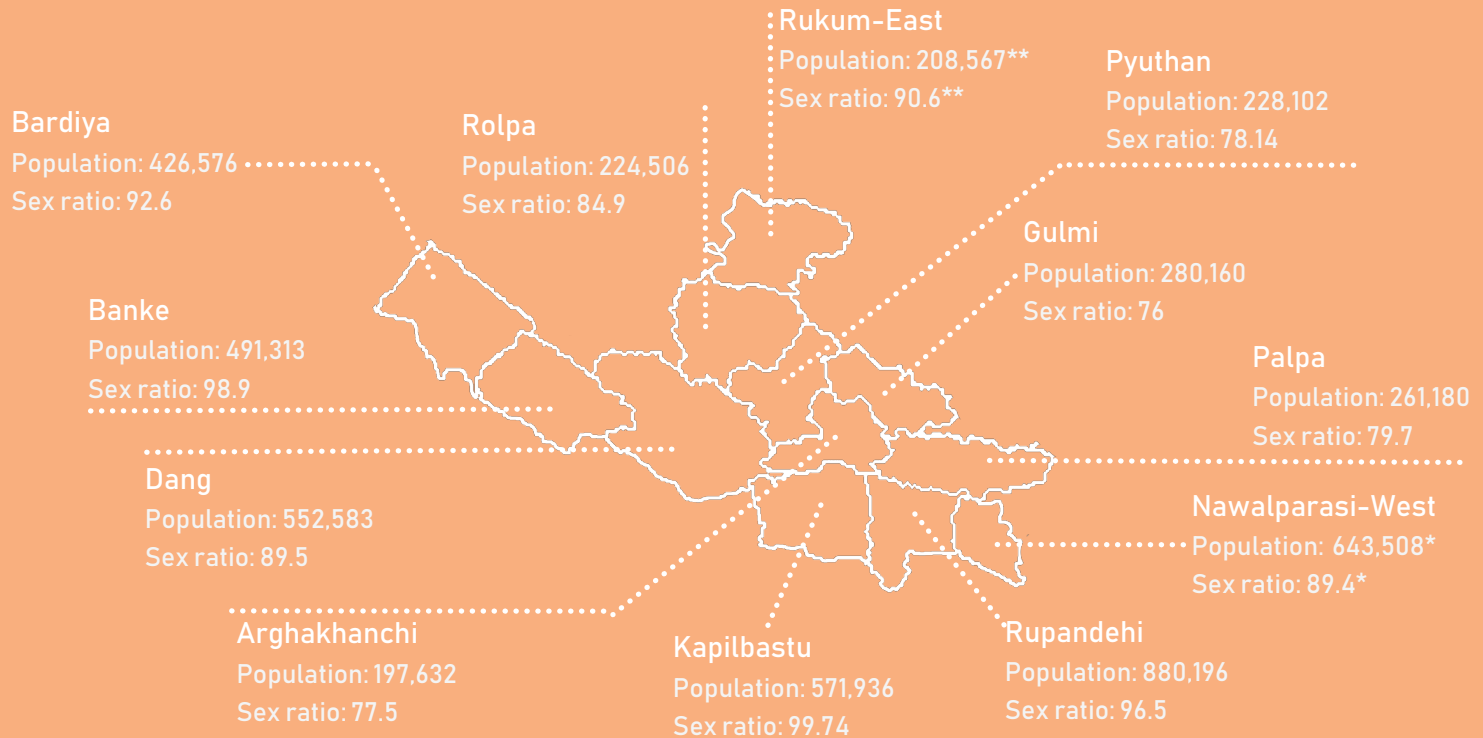 Rukum-East
Population: 208,567**
Sex ratio: 90.6**
Pyuthan
Population: 228,102
Sex ratio: 78.14
Bardiya
Population: 426,576
Sex ratio: 92.6
Rolpa
Population: 224,506
Sex ratio: 84.9
Gulmi
Population: 280,160
Sex ratio: 76
Banke
Population: 491,313
Sex ratio: 98.9
Palpa
Population: 261,180
Sex ratio: 79.7
Dang
Population: 552,583
Sex ratio: 89.5
Nawalparasi-West
Population: 643,508*
Sex ratio: 89.4*
Arghakhanchi
Population: 197,632
Sex ratio: 77.5
Kapilbastu
Population: 571,936
Sex ratio: 99.74
Rupandehi
Population: 880,196
Sex ratio: 96.5